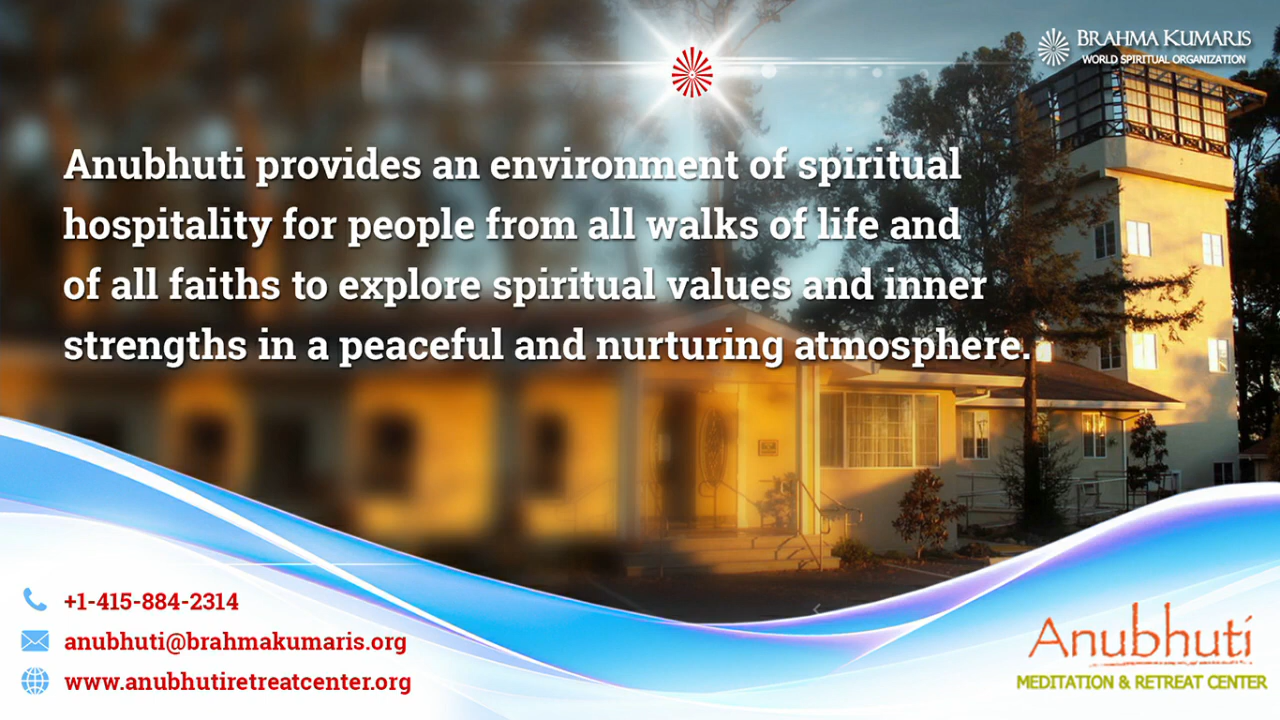 BRAHMA KUMARIS
WORLD SPIRITUAL ORGANIZATION
Anubhuti provides an environment of spiritual
hospitality for people from all walks of life and
of all faiths to explore spiritual values and inner
strengths in a peaceful and nurturing atmosphere.
+1-415-884-2314
anubhuti@brahmakumaris.org
www.anubhutiretreatcenter.org
Anubhuti
MEDITATION & RETREAT CENTER